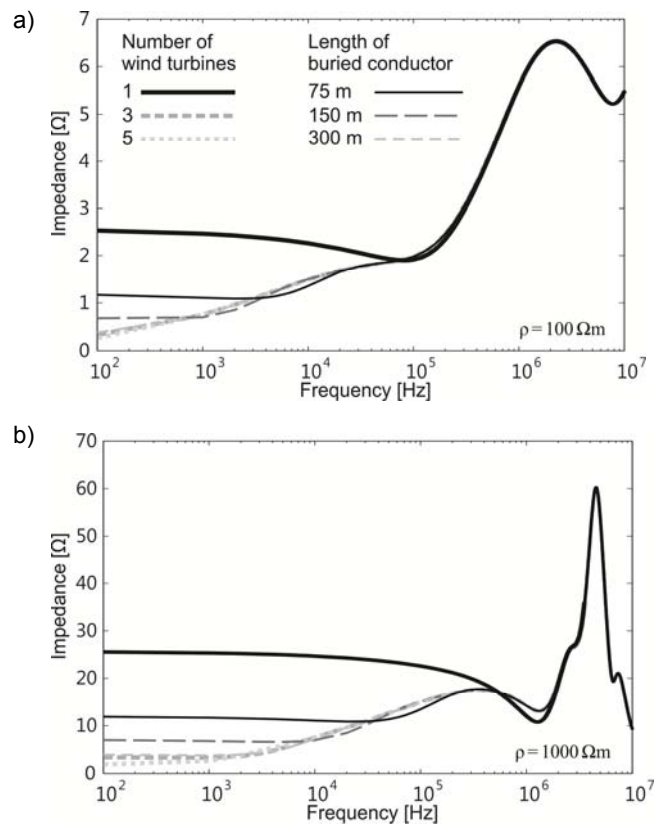 a)
Number of wind turbines
1
3
5
Length of buried conductor
75 m
150 m
300 m
Impedance [Ω]
7
6
5
4
3
2
1
0
ρ = 100 Ωm
10² 10³ 10⁴ 10⁵ 10⁶ 10⁷
Frequency [Hz]
b)
Impedance [Ω]
70
60
50
40
30
20
10
0
ρ = 1000 Ωm
10² 10³ 10⁴ 10⁵ 10⁶ 10⁷
Frequency [Hz]